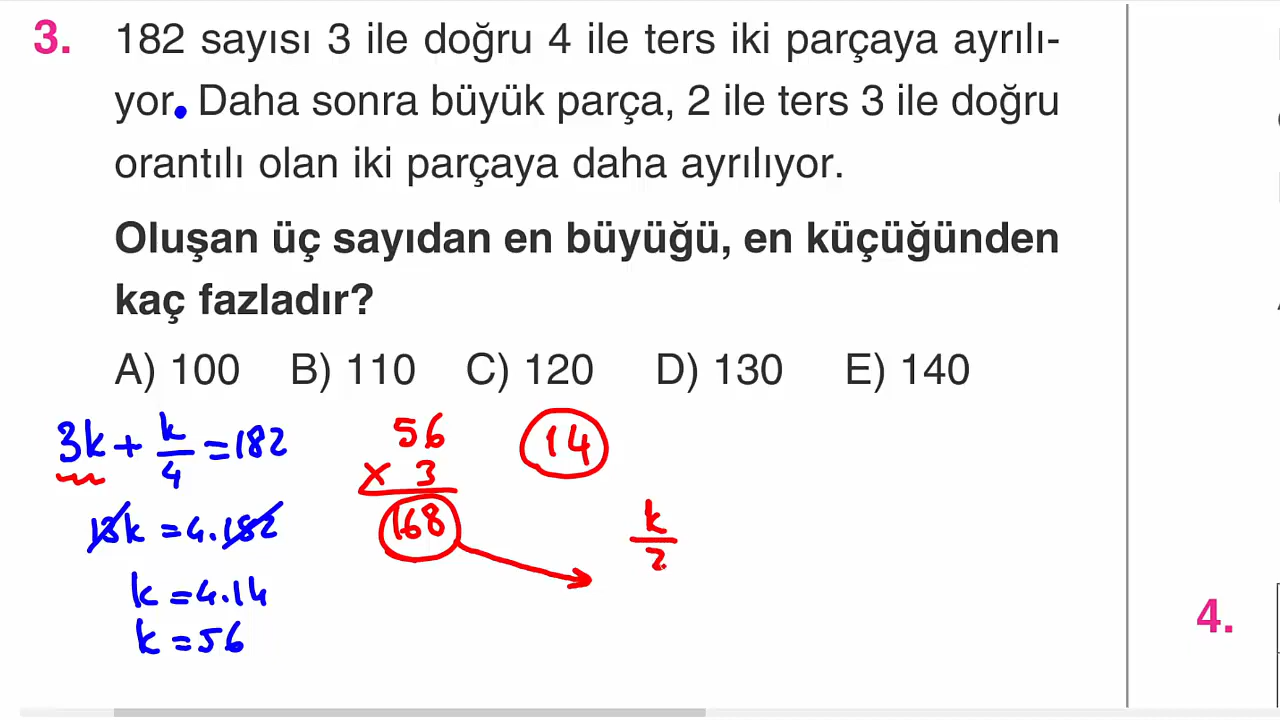 3. 182 sayısı 3 ile doğru 4 ile ters iki parçaya ayrılı-
yor. Daha sonra büyük parça, 2 ile ters 3 ile doğru
orantılı olan iki parçaya daha ayrılıyor.
Oluşan üç sayıdan en büyüğü, en küçüğünden
kaç fazladır?
A) 100 B) 110 C) 120 D) 130 E) 140
3k + k/4 = 182
13k = 4.182
k = 4.14
k = 56
56
x 3
168
14
k/2
4.